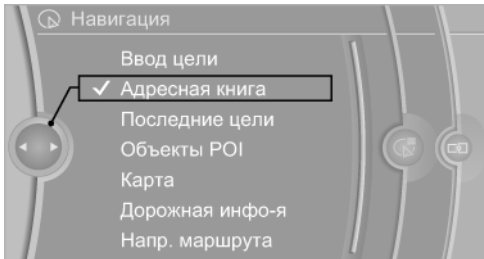 Навигация
Ввод цели
Адресная книга
Последние цели
Объекты POI
Карта
Дорожная инфо-я
Напр. маршрута